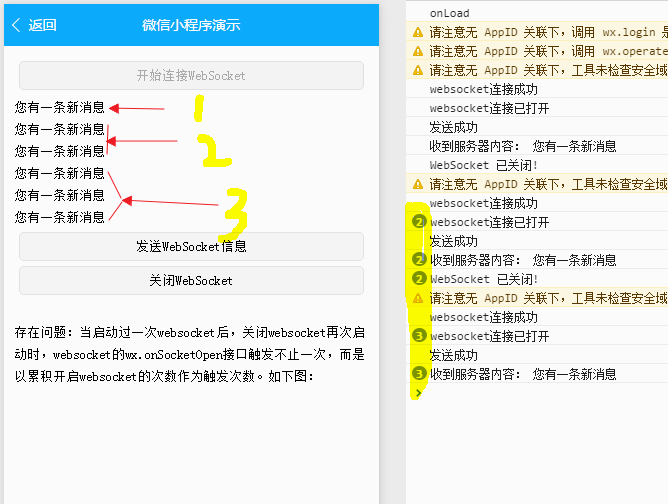 返回
微信小程序演示
开始连接WebSocket
您有一条新消息
1
您有一条新消息
您有一条新消息
2
您有一条新消息
您有一条新消息
您有一条新消息
3
发送WebSocket信息
关闭WebSocket
存在问题：当启动过一次websocket后，关闭websocket再次启
动时，websocket的wx.onSocketOpen接口触发不止一次，而是
以累积开启websocket的次数作为触发次数。如下图：
onLoad
请注意无 AppID 关联下，调用 wx.login 是
请注意无 AppID 关联下，调用 wx.operate
请注意无 AppID 关联下，工具未检查安全域
websocket连接成功
websocket连接已打开
发送成功
收到服务器内容： 您有一条新消息
WebSocket 已关闭！
请注意无 AppID 关联下，工具未检查安全域
websocket连接成功
2 websocket连接已打开
发送成功
2 收到服务器内容： 您有一条新消息
2 WebSocket 已关闭！
请注意无 AppID 关联下，工具未检查安全域
websocket连接成功
3 websocket连接已打开
发送成功
3 收到服务器内容： 您有一条新消息